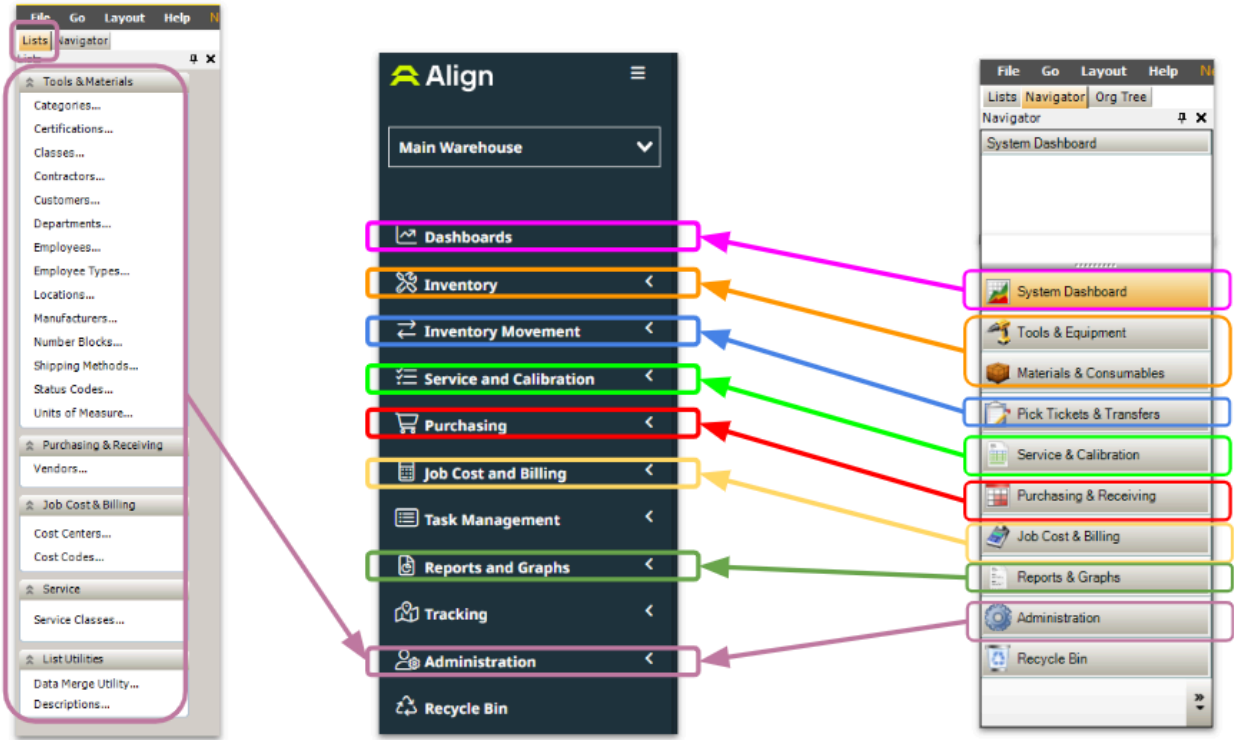 File Go Layout Help N
Lists Navigator
Lists
Tools & Materials
Categories...
Certifications...
Classes...
Contractors...
Customers...
Departments...
Employees...
Employee Types...
Locations...
Manufacturers...
Number Blocks...
Shipping Methods...
Status Codes...
Units of Measure...
Purchasing & Receiving
Vendors...
Job Cost & Billing
Cost Centers...
Cost Codes...
Service
Service Classes...
List Utilities
Data Merge Utility...
Descriptions...
Align
Main Warehouse
Dashboards
Inventory
Inventory Movement
Service and Calibration
Purchasing
Job Cost and Billing
Task Management
Reports and Graphs
Tracking
Administration
Recycle Bin
File Go Layout Help
Lists Navigator Org Tree
Navigator
System Dashboard
System Dashboard
Tools & Equipment
Materials & Consumables
Pick Tickets & Transfers
Service & Calibration
Purchasing & Receiving
Job Cost & Billing
Reports & Graphs
Administration
Recycle Bin